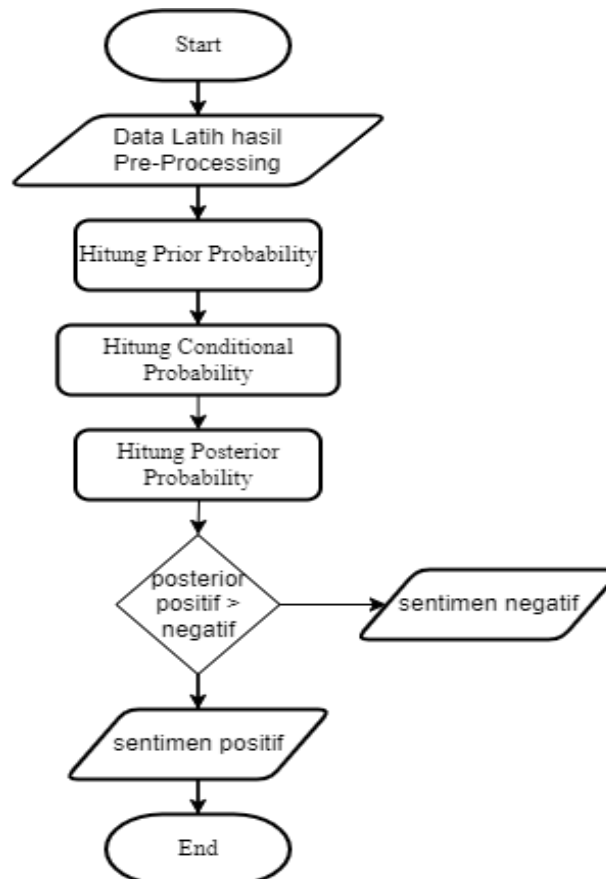 Start
Data Latih hasil
Pre-Processing
Hitung Prior Probability
Hitung Conditional
Probability
Hitung Posterior
Probability
posterior
positif >
negatif
sentimen negatif
sentimen positif
End